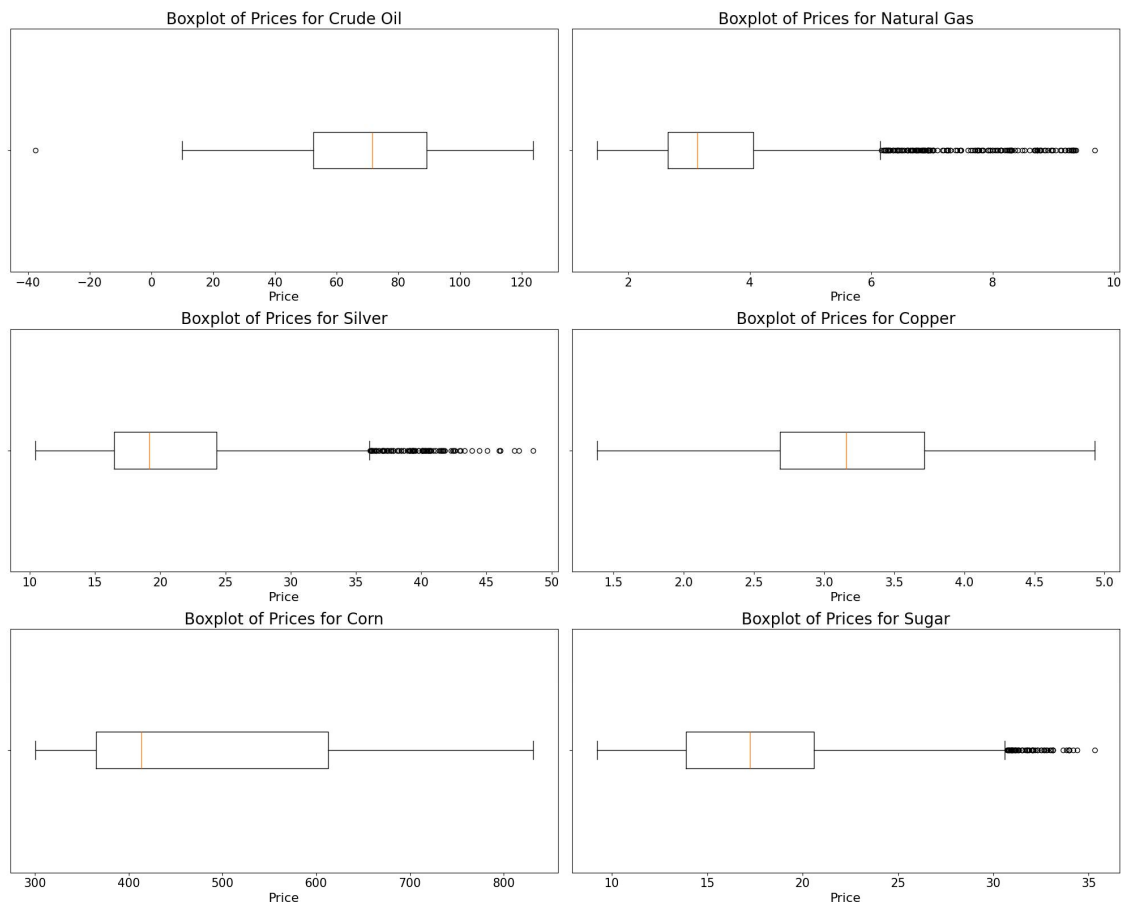 Boxplot of Prices for Crude Oil
−40 −20 0 20 40 60 80 100 120
Price
Boxplot of Prices for Natural Gas
2 4 6 8 10
Price
Boxplot of Prices for Silver
10 15 20 25 30 35 40 45 50
Price
Boxplot of Prices for Copper
1.5 2.0 2.5 3.0 3.5 4.0 4.5 5.0
Price
Boxplot of Prices for Corn
300 400 500 600 700 800
Price
Boxplot of Prices for Sugar
10 15 20 25 30 35
Price